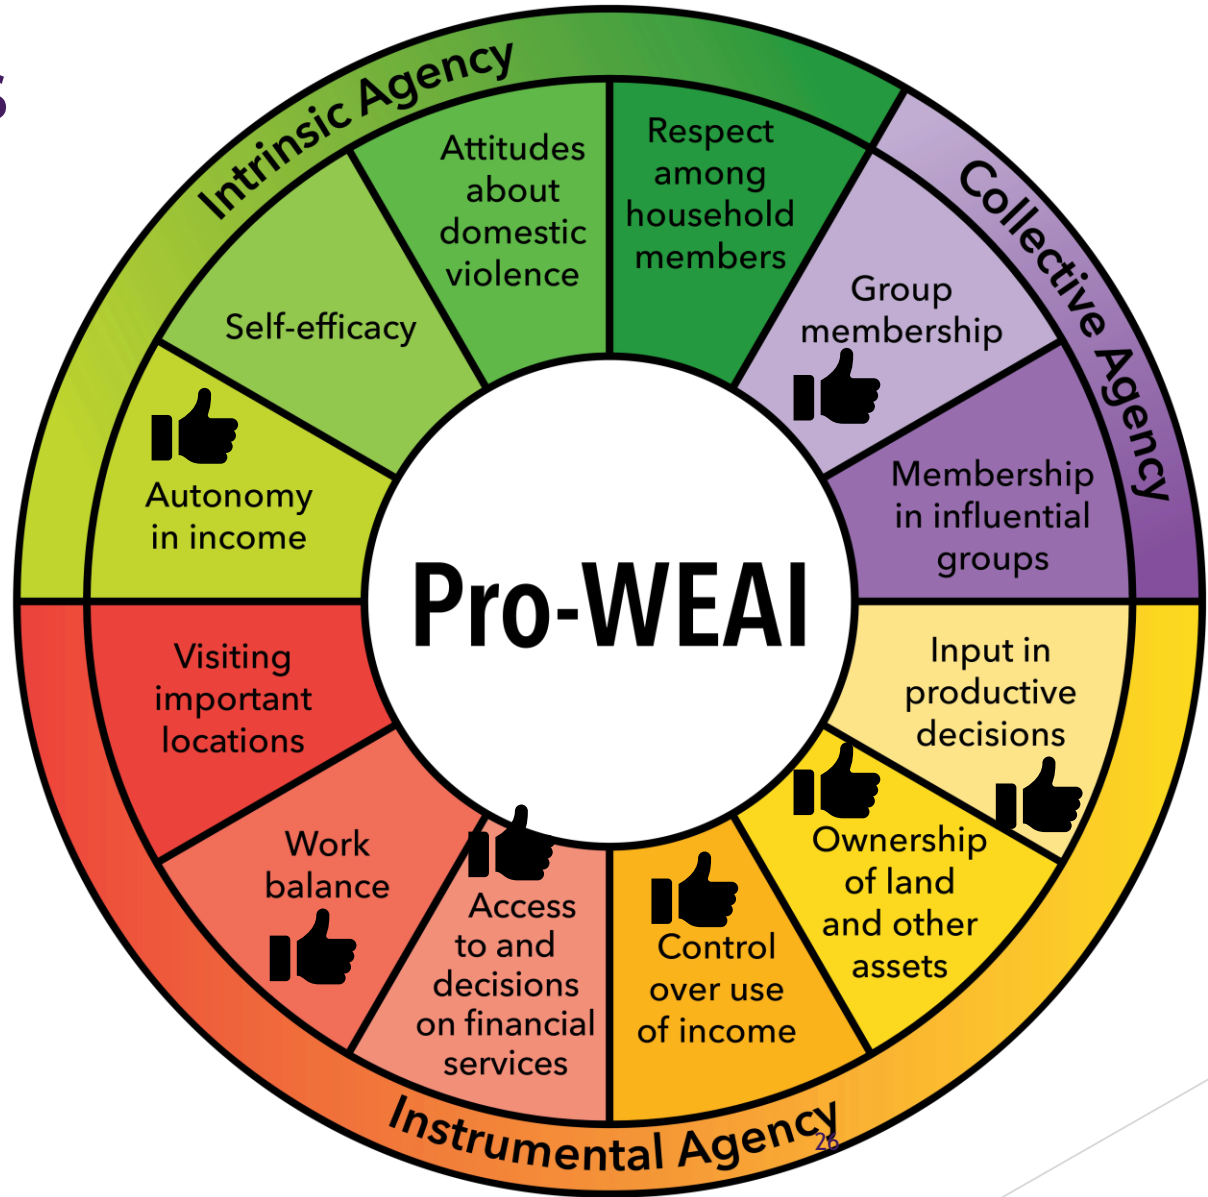 s
Intrinsic Agency
Collective Agency
Attitudes
about
domestic
violence
Respect
among
household
members
Self-efficacy
Group
membership
Autonomy
in income
Membership
in influential
groups
Pro-WEAI
Visiting
important
locations
Input in
productive
decisions
Work
balance
Access
to and
decisions
on financial
services
Control
over use
of income
Ownership
of land
and other
assets
Instrumental Agency
26